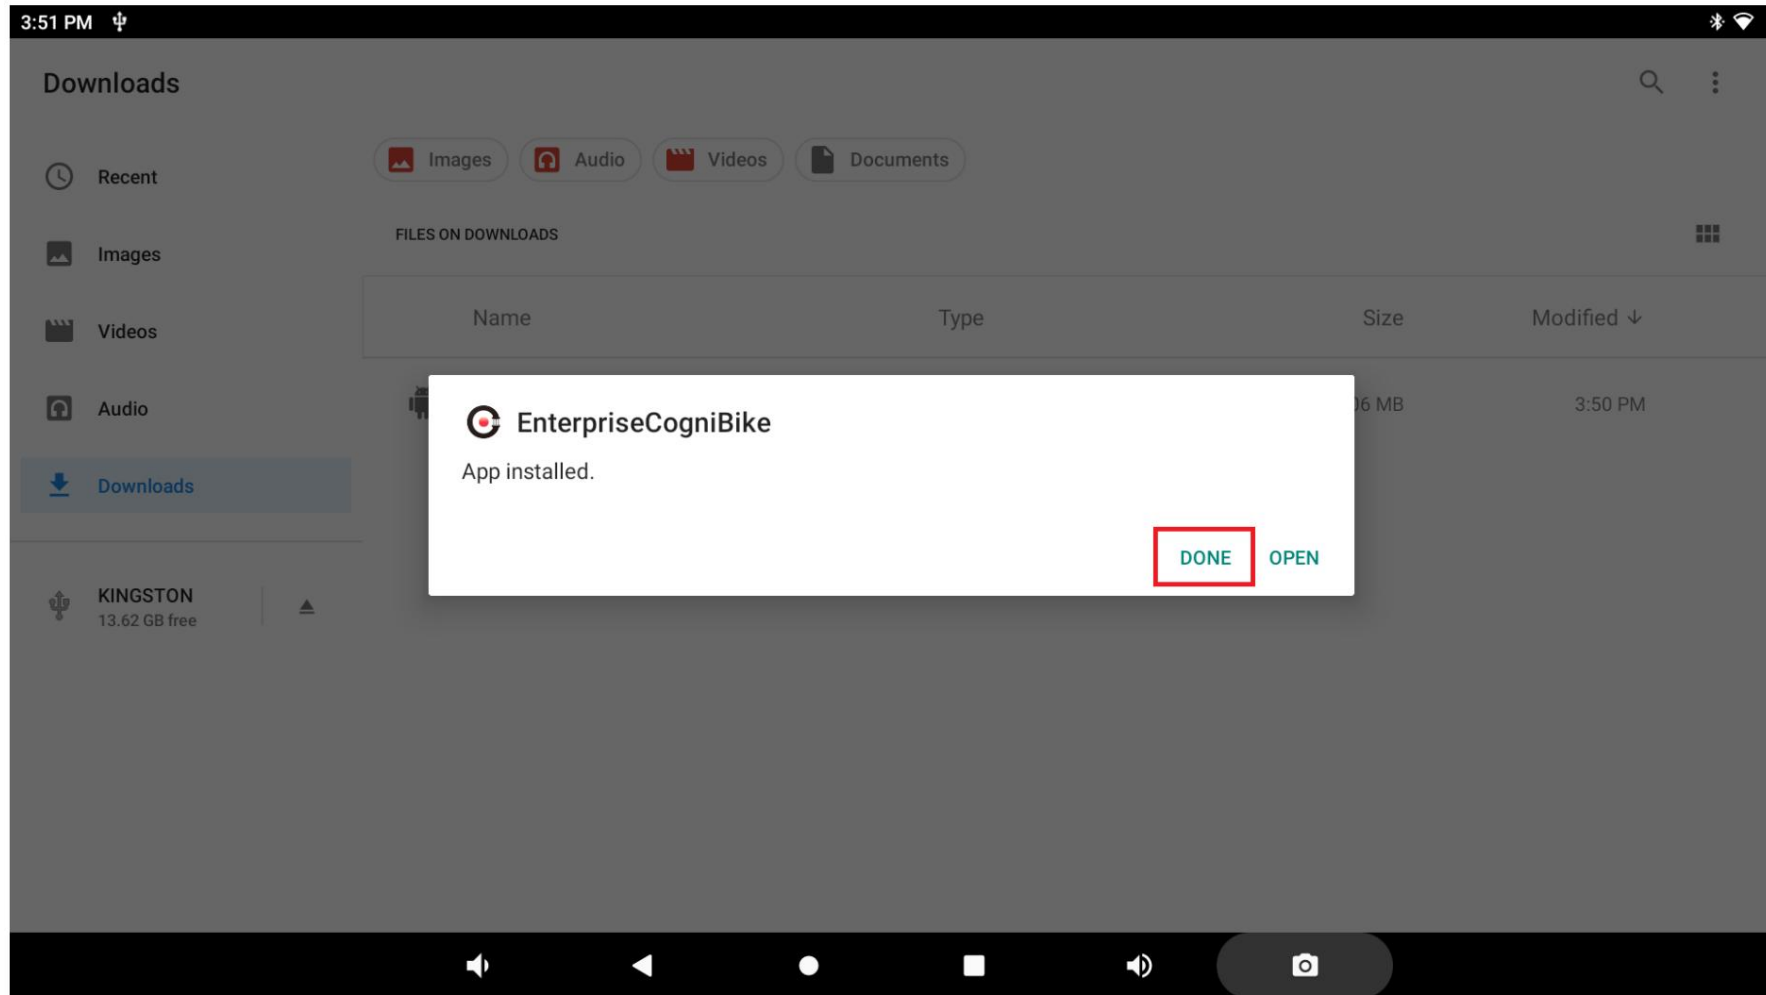 3:51 PM
Downloads
Recent
Images
Videos
Audio
Downloads
KINGSTON
13.62 GB free
Images Audio Videos Documents
FILES ON DOWNLOADS
Name Type Size Modified
MB 3:50 PM
EnterpriseCogniBike
App installed.
DONE OPEN